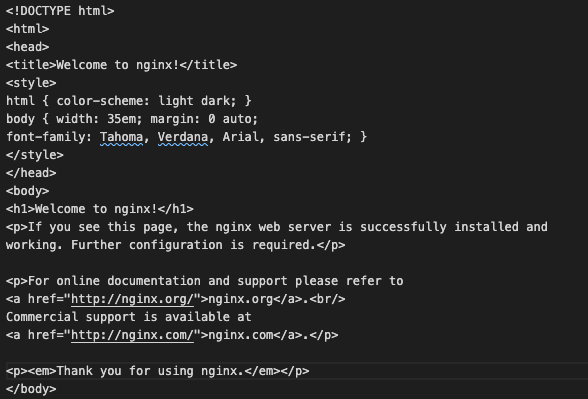 <!DOCTYPE html>
<html>
<head>
<title>Welcome to nginx!</title>
<style>
html { color-scheme: light dark; }
body { width: 35em; margin: 0 auto;
font-family: Tahoma, Verdana, Arial, sans-serif; }
</style>
</head>
<body>
<h1>Welcome to nginx!</h1>
<p>If you see this page, the nginx web server is successfully installed and
working. Further configuration is required.</p>

<p>For online documentation and support please refer to
<a href="http://nginx.org/">nginx.org</a>.<br/>
Commercial support is available at
<a href="http://nginx.com/">nginx.com</a>.</p>

<p><em>Thank you for using nginx.</em></p>
</body>